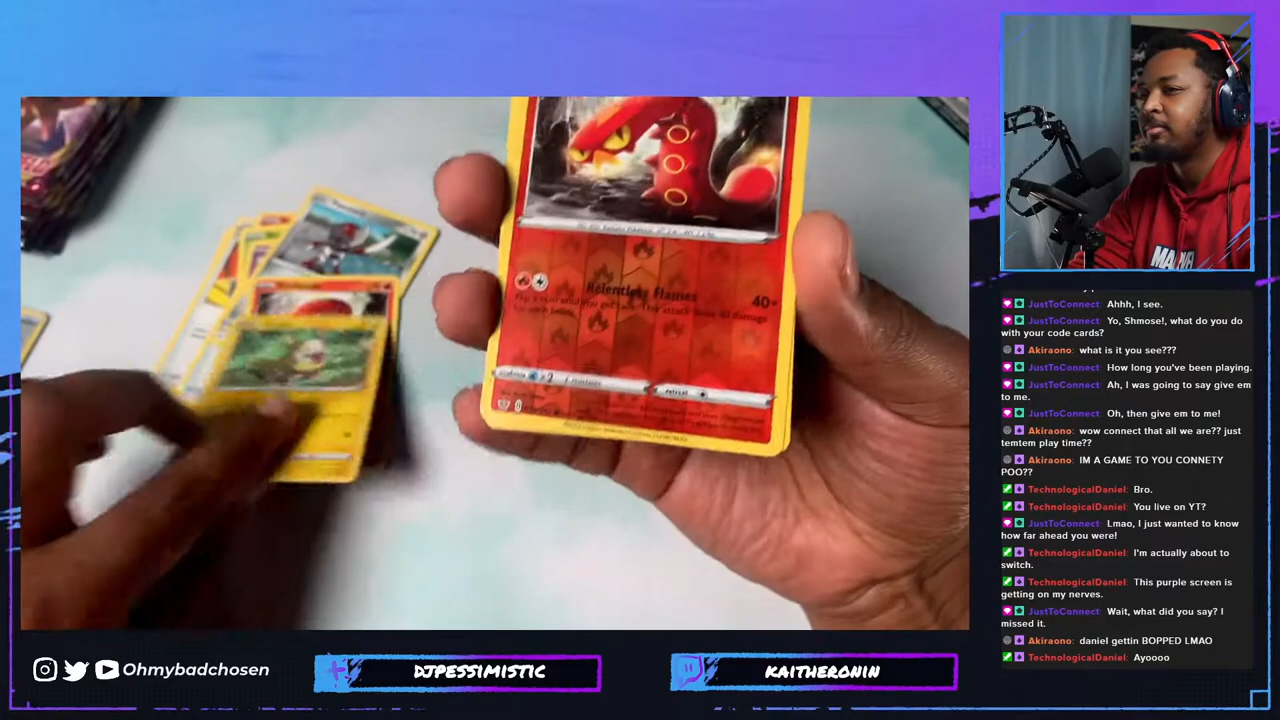 Relentless Flames
40×
retreat
Ohmybadchosen
DJPESSIMISTIC
KAITHERONIN
JustToConnect: Ahhh, I see.
JustToConnect: Yo, Shmose!, what do you do
with your code cards?
Akiraono: what is it you see???
JustToConnect: How long you've been playing.
JustToConnect: Ah, I was going to say give em
to me.
JustToConnect: Oh, then give em to me!
Akiraono: wow connect that all we are?? just
temtem play time??
Akiraono: IM A GAME TO YOU CONNETY
POO??
TechnologicalDaniel: Bro.
TechnologicalDaniel: You live on YT?
JustToConnect: Lmao, I just wanted to know
how far ahead you were!
TechnologicalDaniel: I'm actually about to
switch.
TechnologicalDaniel: This purple screen is
getting on my nerves.
JustToConnect: Wait, what did you say? I
missed it.
Akiraono: daniel gettin BOPPED LMAO
TechnologicalDaniel: Ayoooo